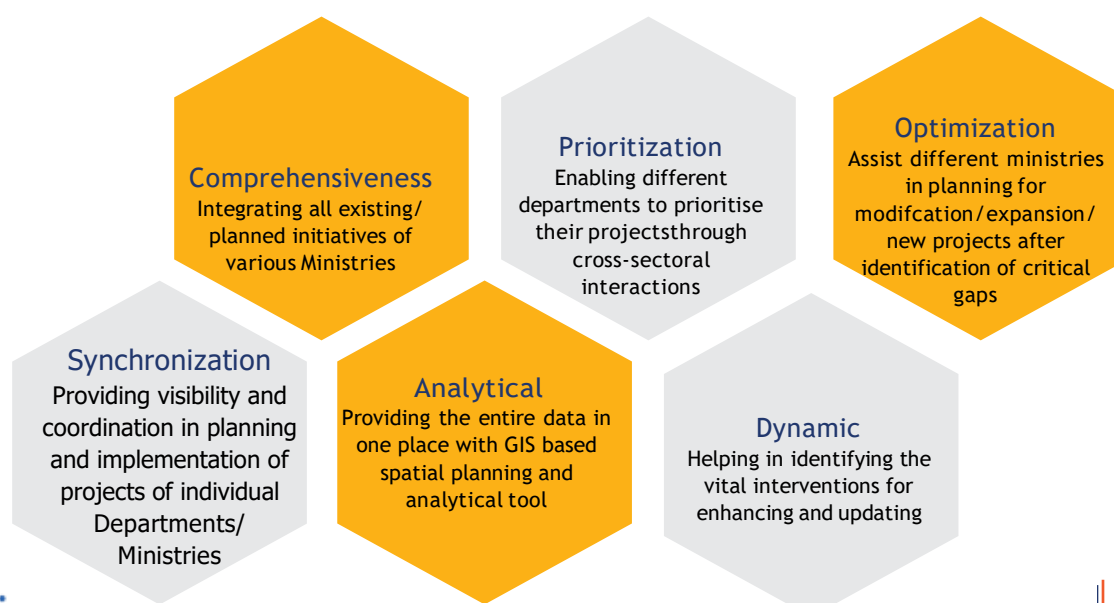 Comprehensiveness
Integrating all existing/
planned initiatives of
various Ministries
Prioritization
Enabling different
departments to prioritise
their projectsthrough
cross-sectoral
interactions
Optimization
Assist different ministries
in planning for
modifcation/expansion/
new projects after
identification of critical
gaps
Synchronization
Providing visibility and
coordination in planning
and implementation of
projects of individual
Departments/
Ministries
Analytical
Providing the entire data in
one place with GIS based
spatial planning and
analytical tool
Dynamic
Helping in identifying the
vital interventions for
enhancing and updating